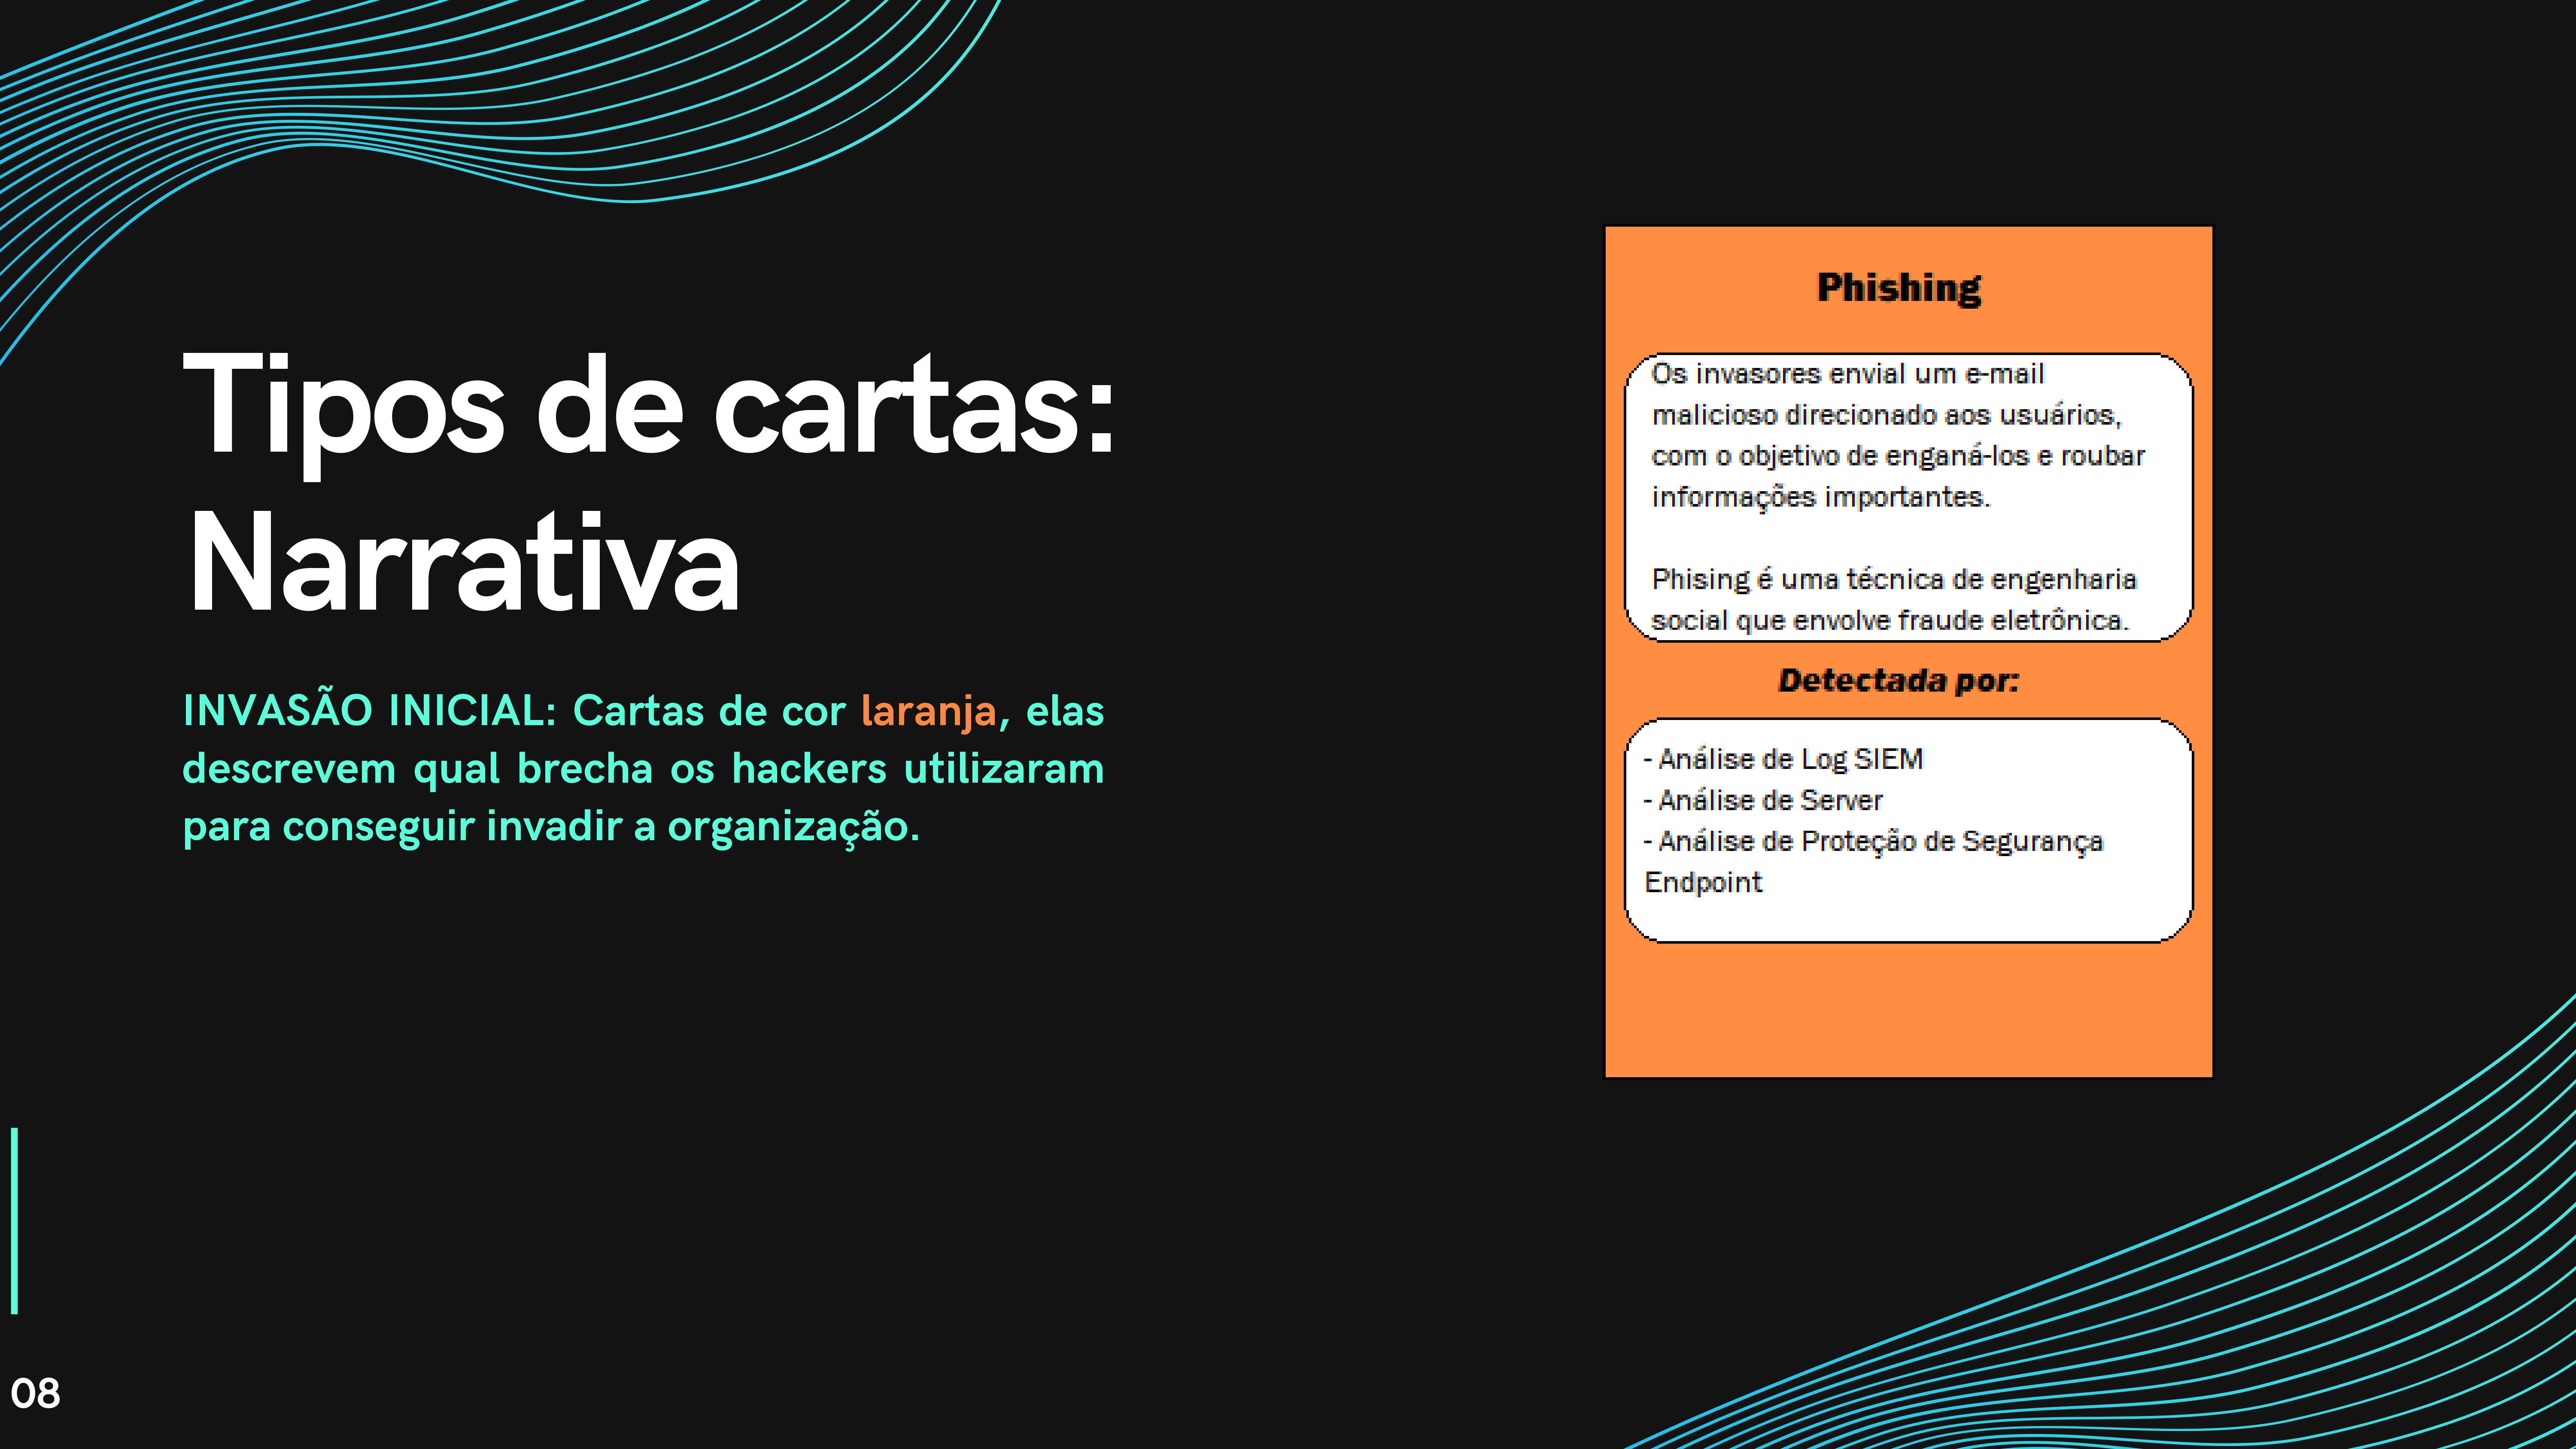 Tipos de cartas:
Narrativa
INVASÃO INICIAL: Cartas de cor laranja, elas
descrevem qual brecha os hackers utilizaram
para conseguir invadir a organização.
Phishing
Os invasores envial um e-mail
malicioso direcionado aos usuários,
com o objetivo de enganá-los e roubar
informações importantes.
Phising é uma técnica de engenharia
social que envolve fraude eletrônica.
Detectada por:
- Análise de Log SIEM
- Análise de Server
- Análise de Proteção de Segurança
Endpoint
08